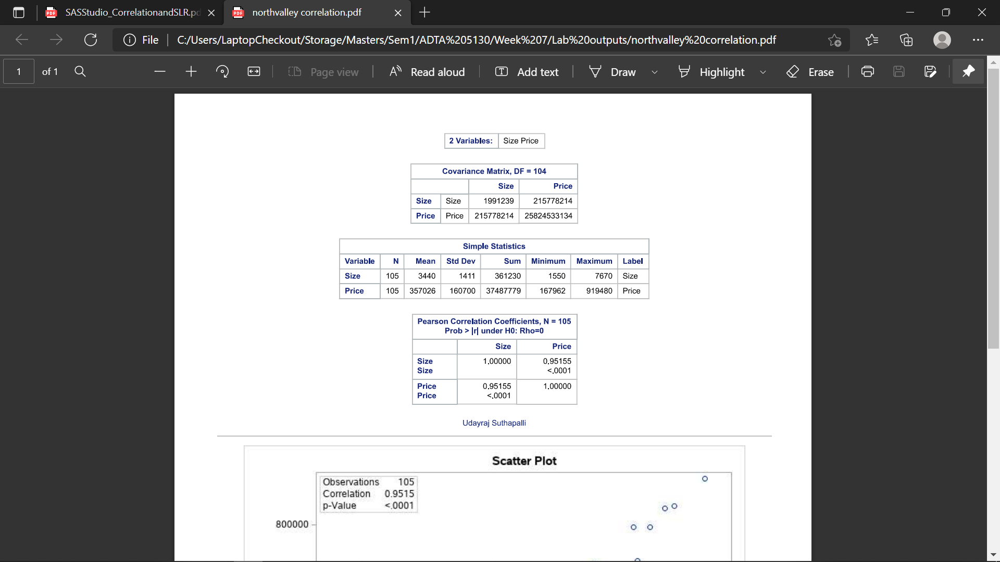 SASStudio_CorrelationandSLR.pd
northvalley correlation.pdf
File
C:/Users/LaptopCheckout/Storage/Masters/Sem1/ADTA%205130/Week%207/Lab%20outputs/northvalley%20correlation.pdf
1 of 1 Page view Read aloud Add text Draw Highlight Erase
2 Variables: Size Price
Covariance Matrix, DF = 104
Size Price
Size Size 1991239 215778214
Price Price 215778214 25824533134
Simple Statistics
Variable N Mean Std Dev Sum Minimum Maximum Label
Size 105 3440 1411 361230 1550 7670 Size
Price 105 357026 160700 37487779 167962 919480 Price
Pearson Correlation Coefficients, N = 105
Prob > |r| under H0: Rho=0
Size Price
Size 1.00000 0.95155
Size <.0001
Price 0.95155 1.00000
Price <.0001
Udayraj Suthapalli
Scatter Plot
Observations 105
Correlation 0.9515
p-Value <.0001
800000